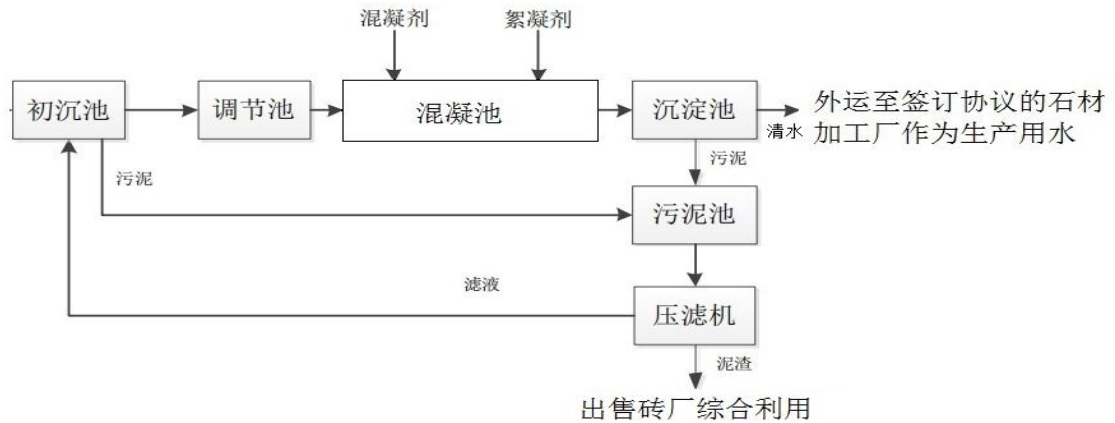 混凝剂
絮凝剂
初沉池
调节池
混凝池
沉淀池
清水
外运至签订协议的石材
加工厂作为生产用水
污泥
污泥
污泥池
滤液
压滤机
泥渣
出售砖厂综合利用